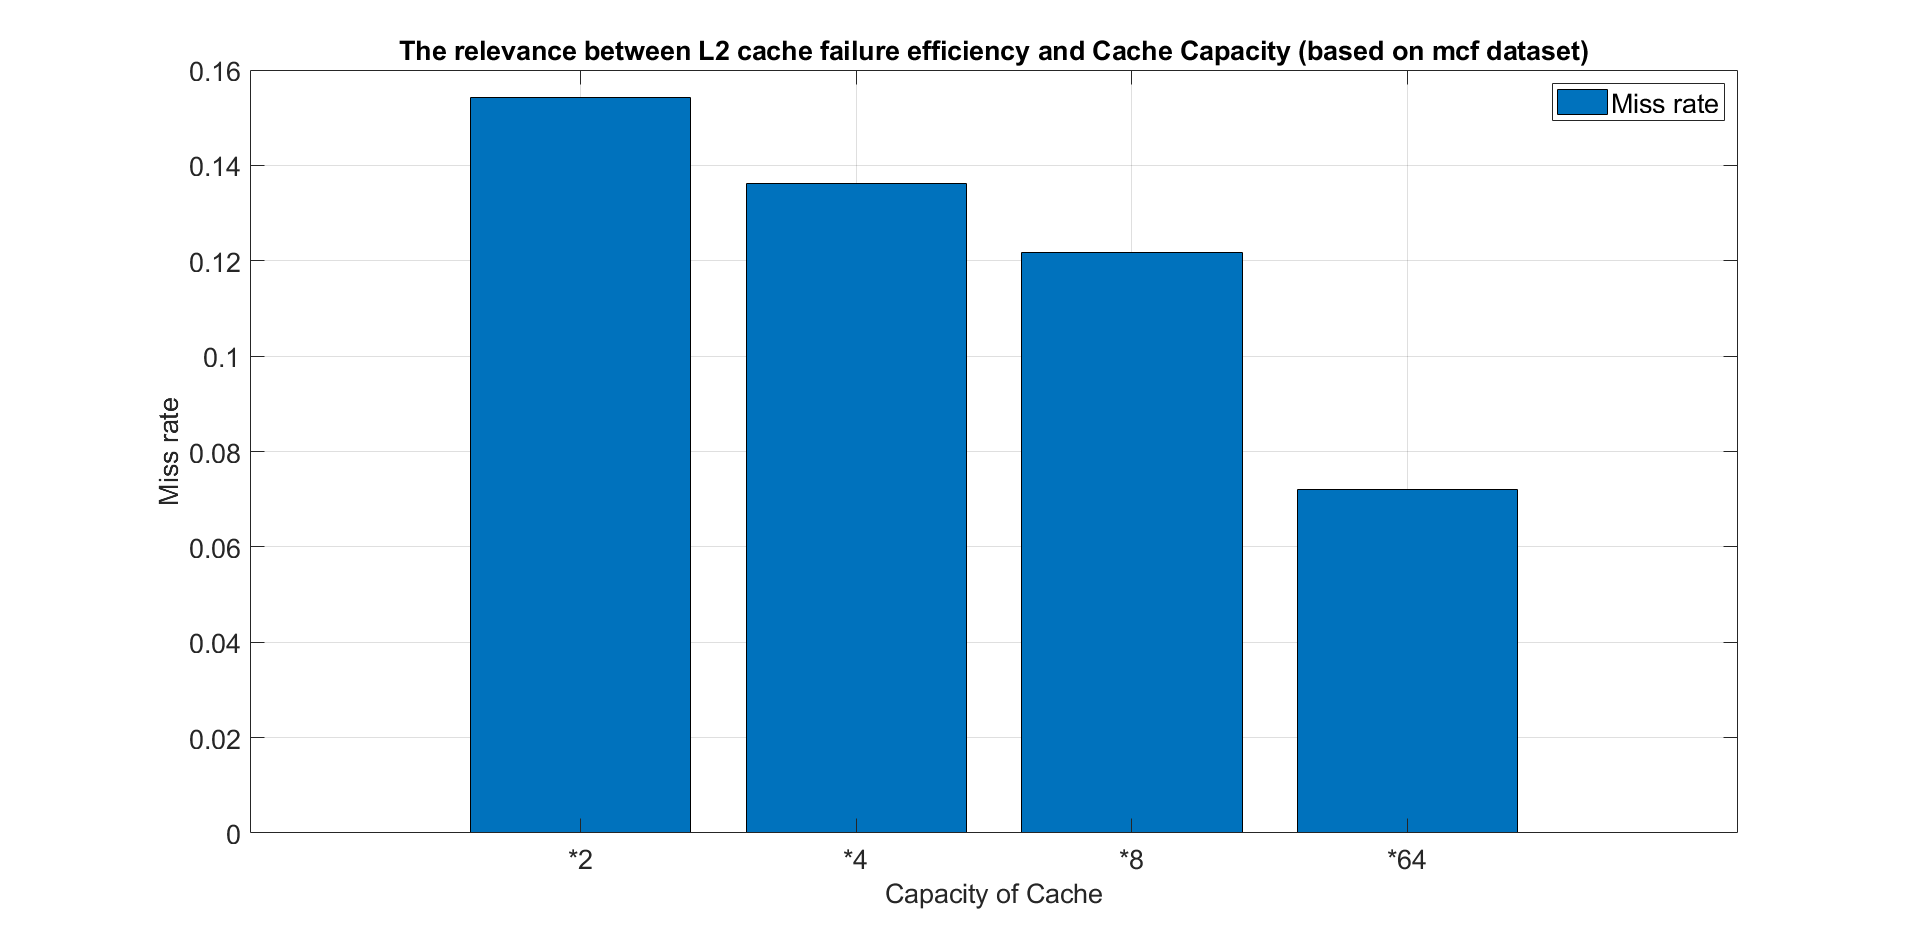 The relevance between L2 cache failure efficiency and Cache Capacity (based on mcf dataset)
0.16
0.14
0.12
0.1
0.08
0.06
0.04
0.02
0
Miss rate
Miss rate
*2 *4 *8 *64
Capacity of Cache